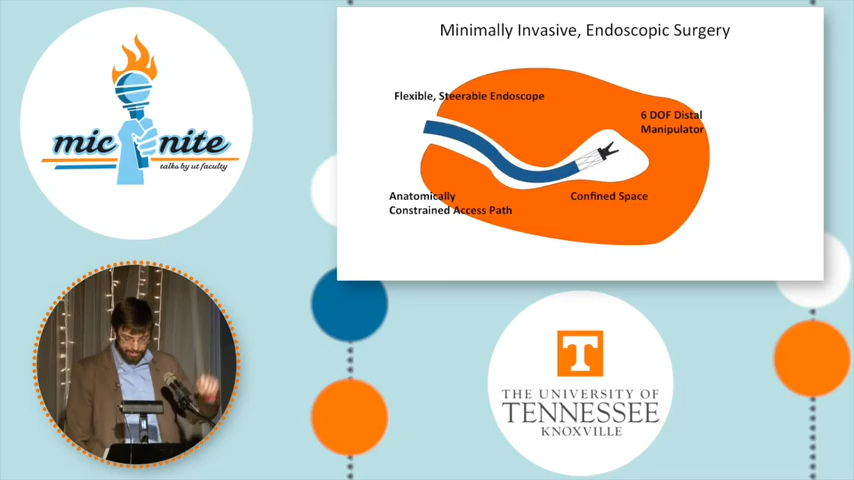 mic nite
talks by ut faculty
Minimally Invasive, Endoscopic Surgery
Flexible, Steerable Endoscope
6 DOF Distal
Manipulator
Anatomically
Constrained Access Path
Confined Space
T
THE UNIVERSITY OF
TENNESSEE
KNOXVILLE